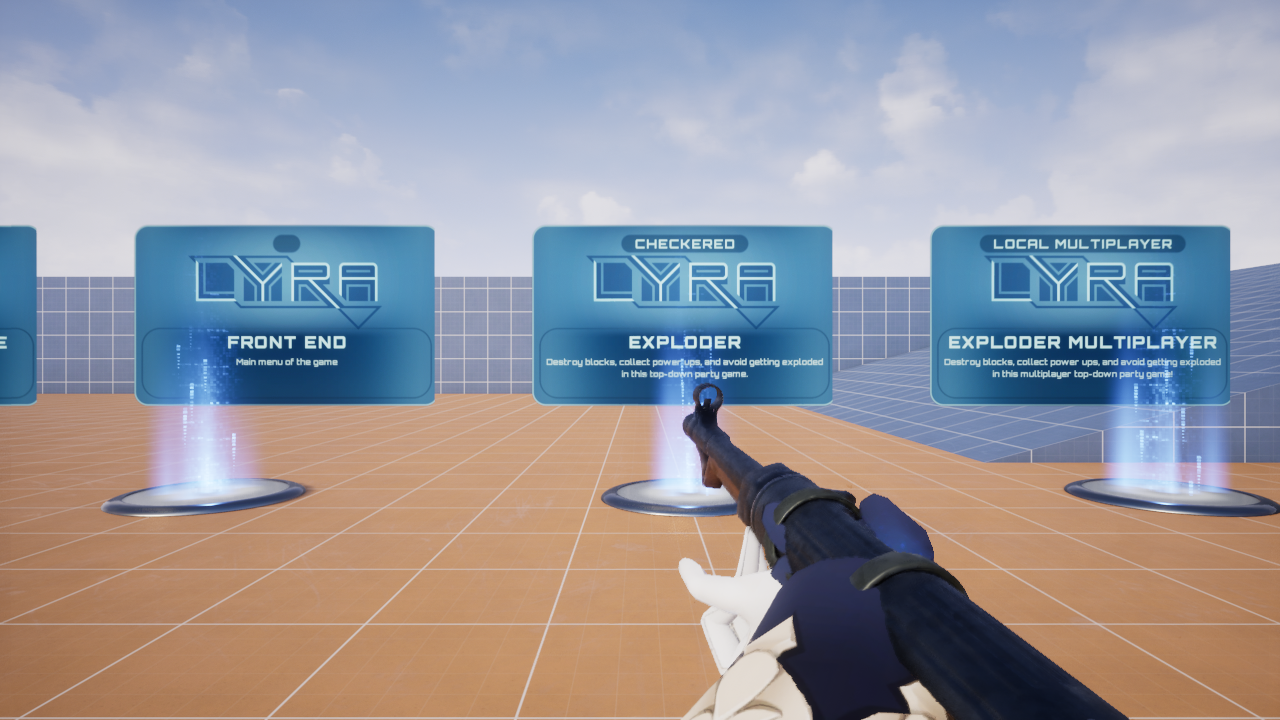 E
LYRA
FRONT END
Main menu of the game
CHECKERED
LYRA
EXPLODER
Destroy blocks, collect power ups, and avoid getting exploded
in this top-down party game.
LOCAL MULTIPLAYER
LYRA
EXPLODER MULTIPLAYER
Destroy blocks, collect power ups, and avoid getting exploded
in this multiplayer top-down party game!